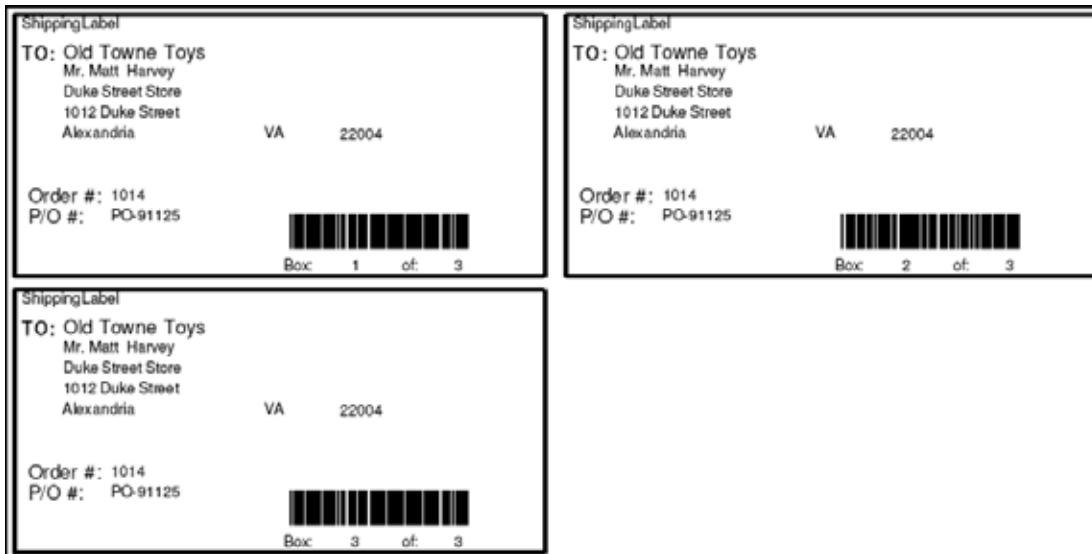 ShippingLabel
TO: Old Towne Toys
Mr. Matt Harvey
Duke Street Store
1012 Duke Street
Alexandria VA 22004
Order #: 1014
P/O #: PO-91125
Box: 1 of: 3
ShippingLabel
TO: Old Towne Toys
Mr. Matt Harvey
Duke Street Store
1012 Duke Street
Alexandria VA 22004
Order #: 1014
P/O #: PO-91125
Box: 2 of: 3
ShippingLabel
TO: Old Towne Toys
Mr. Matt Harvey
Duke Street Store
1012 Duke Street
Alexandria VA 22004
Order #: 1014
P/O #: PO-91125
Box: 3 of: 3